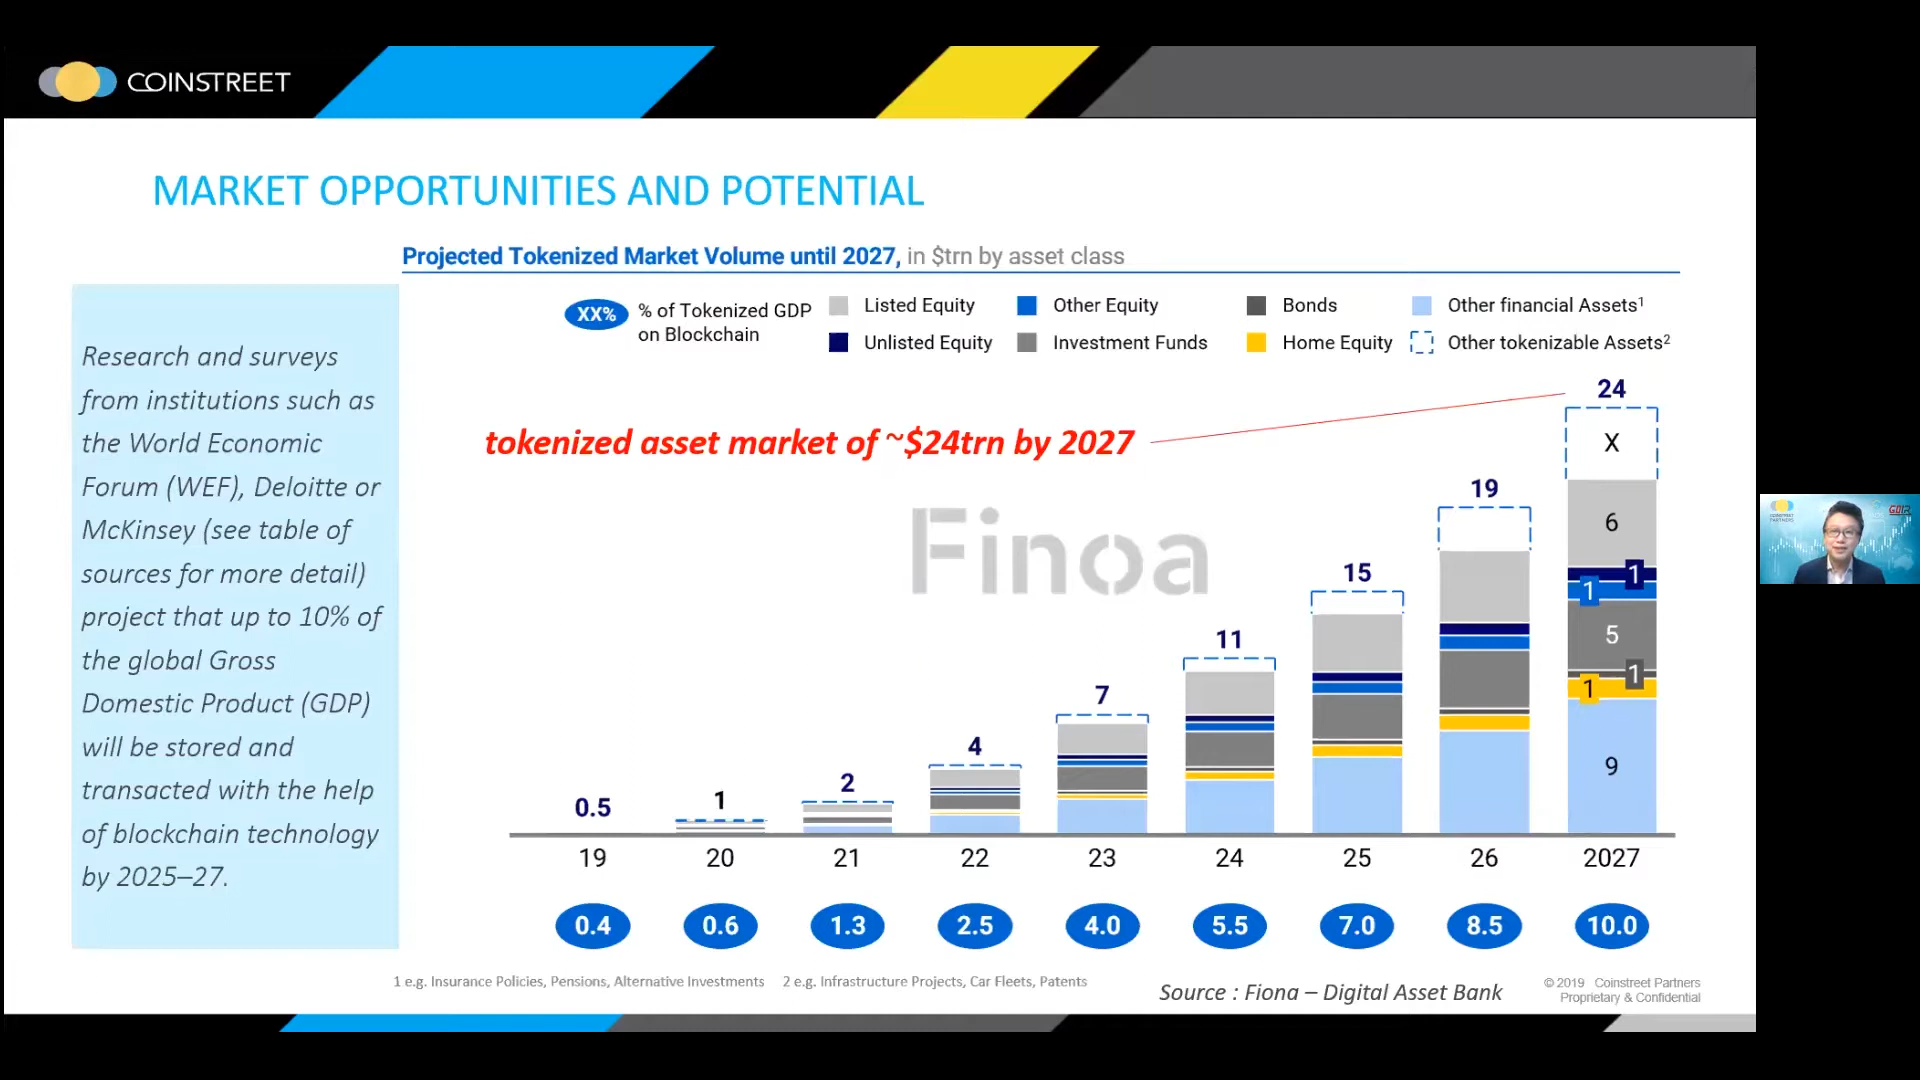 COINSTREET
MARKET OPPORTUNITIES AND POTENTIAL
Projected Tokenized Market Volume until 2027, in $trn by asset class
Research and surveys
from institutions such as
the World Economic
Forum (WEF), Deloitte or
McKinsey (see table of
sources for more detail)
project that up to 10% of
the global Gross
Domestic Product (GDP)
will be stored and
transacted with the help
of blockchain technology
by 2025–27.
XX%
% of Tokenized GDP
on Blockchain
Listed Equity
Other Equity
Bonds
Other financial Assets¹
Unlisted Equity
Investment Funds
Home Equity
Other tokenizable Assets²
tokenized asset market of ~$24trn by 2027
Finoa
0.5
1
2
4
7
11
15
19
24
X
6
1
1
5
1
1
9
19
20
21
22
23
24
25
26
2027
0.4
0.6
1.3
2.5
4.0
5.5
7.0
8.5
10.0
1 e.g. Insurance Policies, Pensions, Alternative Investments
2 e.g. Infrastructure Projects, Car Fleets, Patents
Source : Fiona – Digital Asset Bank
© 2019 Coinstreet Partners
Proprietary & Confidential